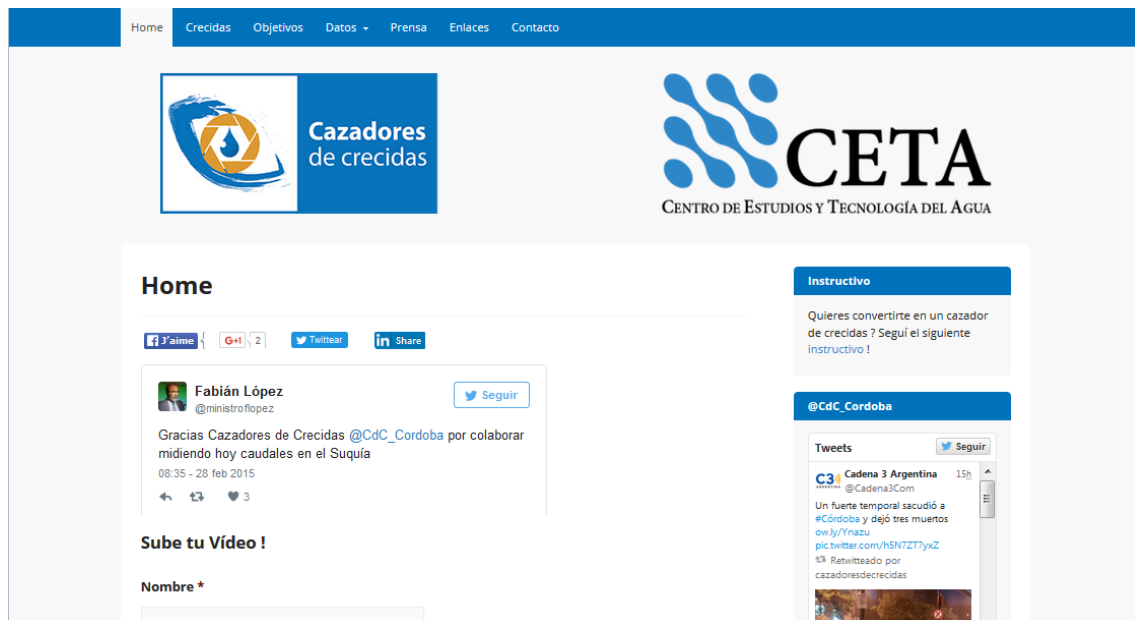 Home Crecidas Objetivos Datos Prensa Enlaces Contacto
Cazadores
de crecidas
CETA
CENTRO DE ESTUDIOS Y TECNOLOGÍA DEL AGUA
Home
J'aime G+1 2 Twittear in Share
Fabián López
@ministroflopez
Seguir
Gracias Cazadores de Crecidas @CdC_Cordoba por colaborar
midiendo hoy caudales en el Suquía
08:35 - 28 feb 2015
3
Sube tu Vídeo !
Nombre *
Instructivo
Quieres convertirte en un cazador
de crecidas ? Seguí el siguiente
instructivo !
@CdC_Cordoba
Tweets Seguir
C3 Cadena 3 Argentina 15h
ARGENTINA @Cadena3Com
Un fuerte temporal sacudió a
#Córdoba y dejó tres muertos
ow.ly/Ynazu
pic.twitter.com/h5N7ZT7yxZ
Retwitteado por
cazadoresdecrecidas